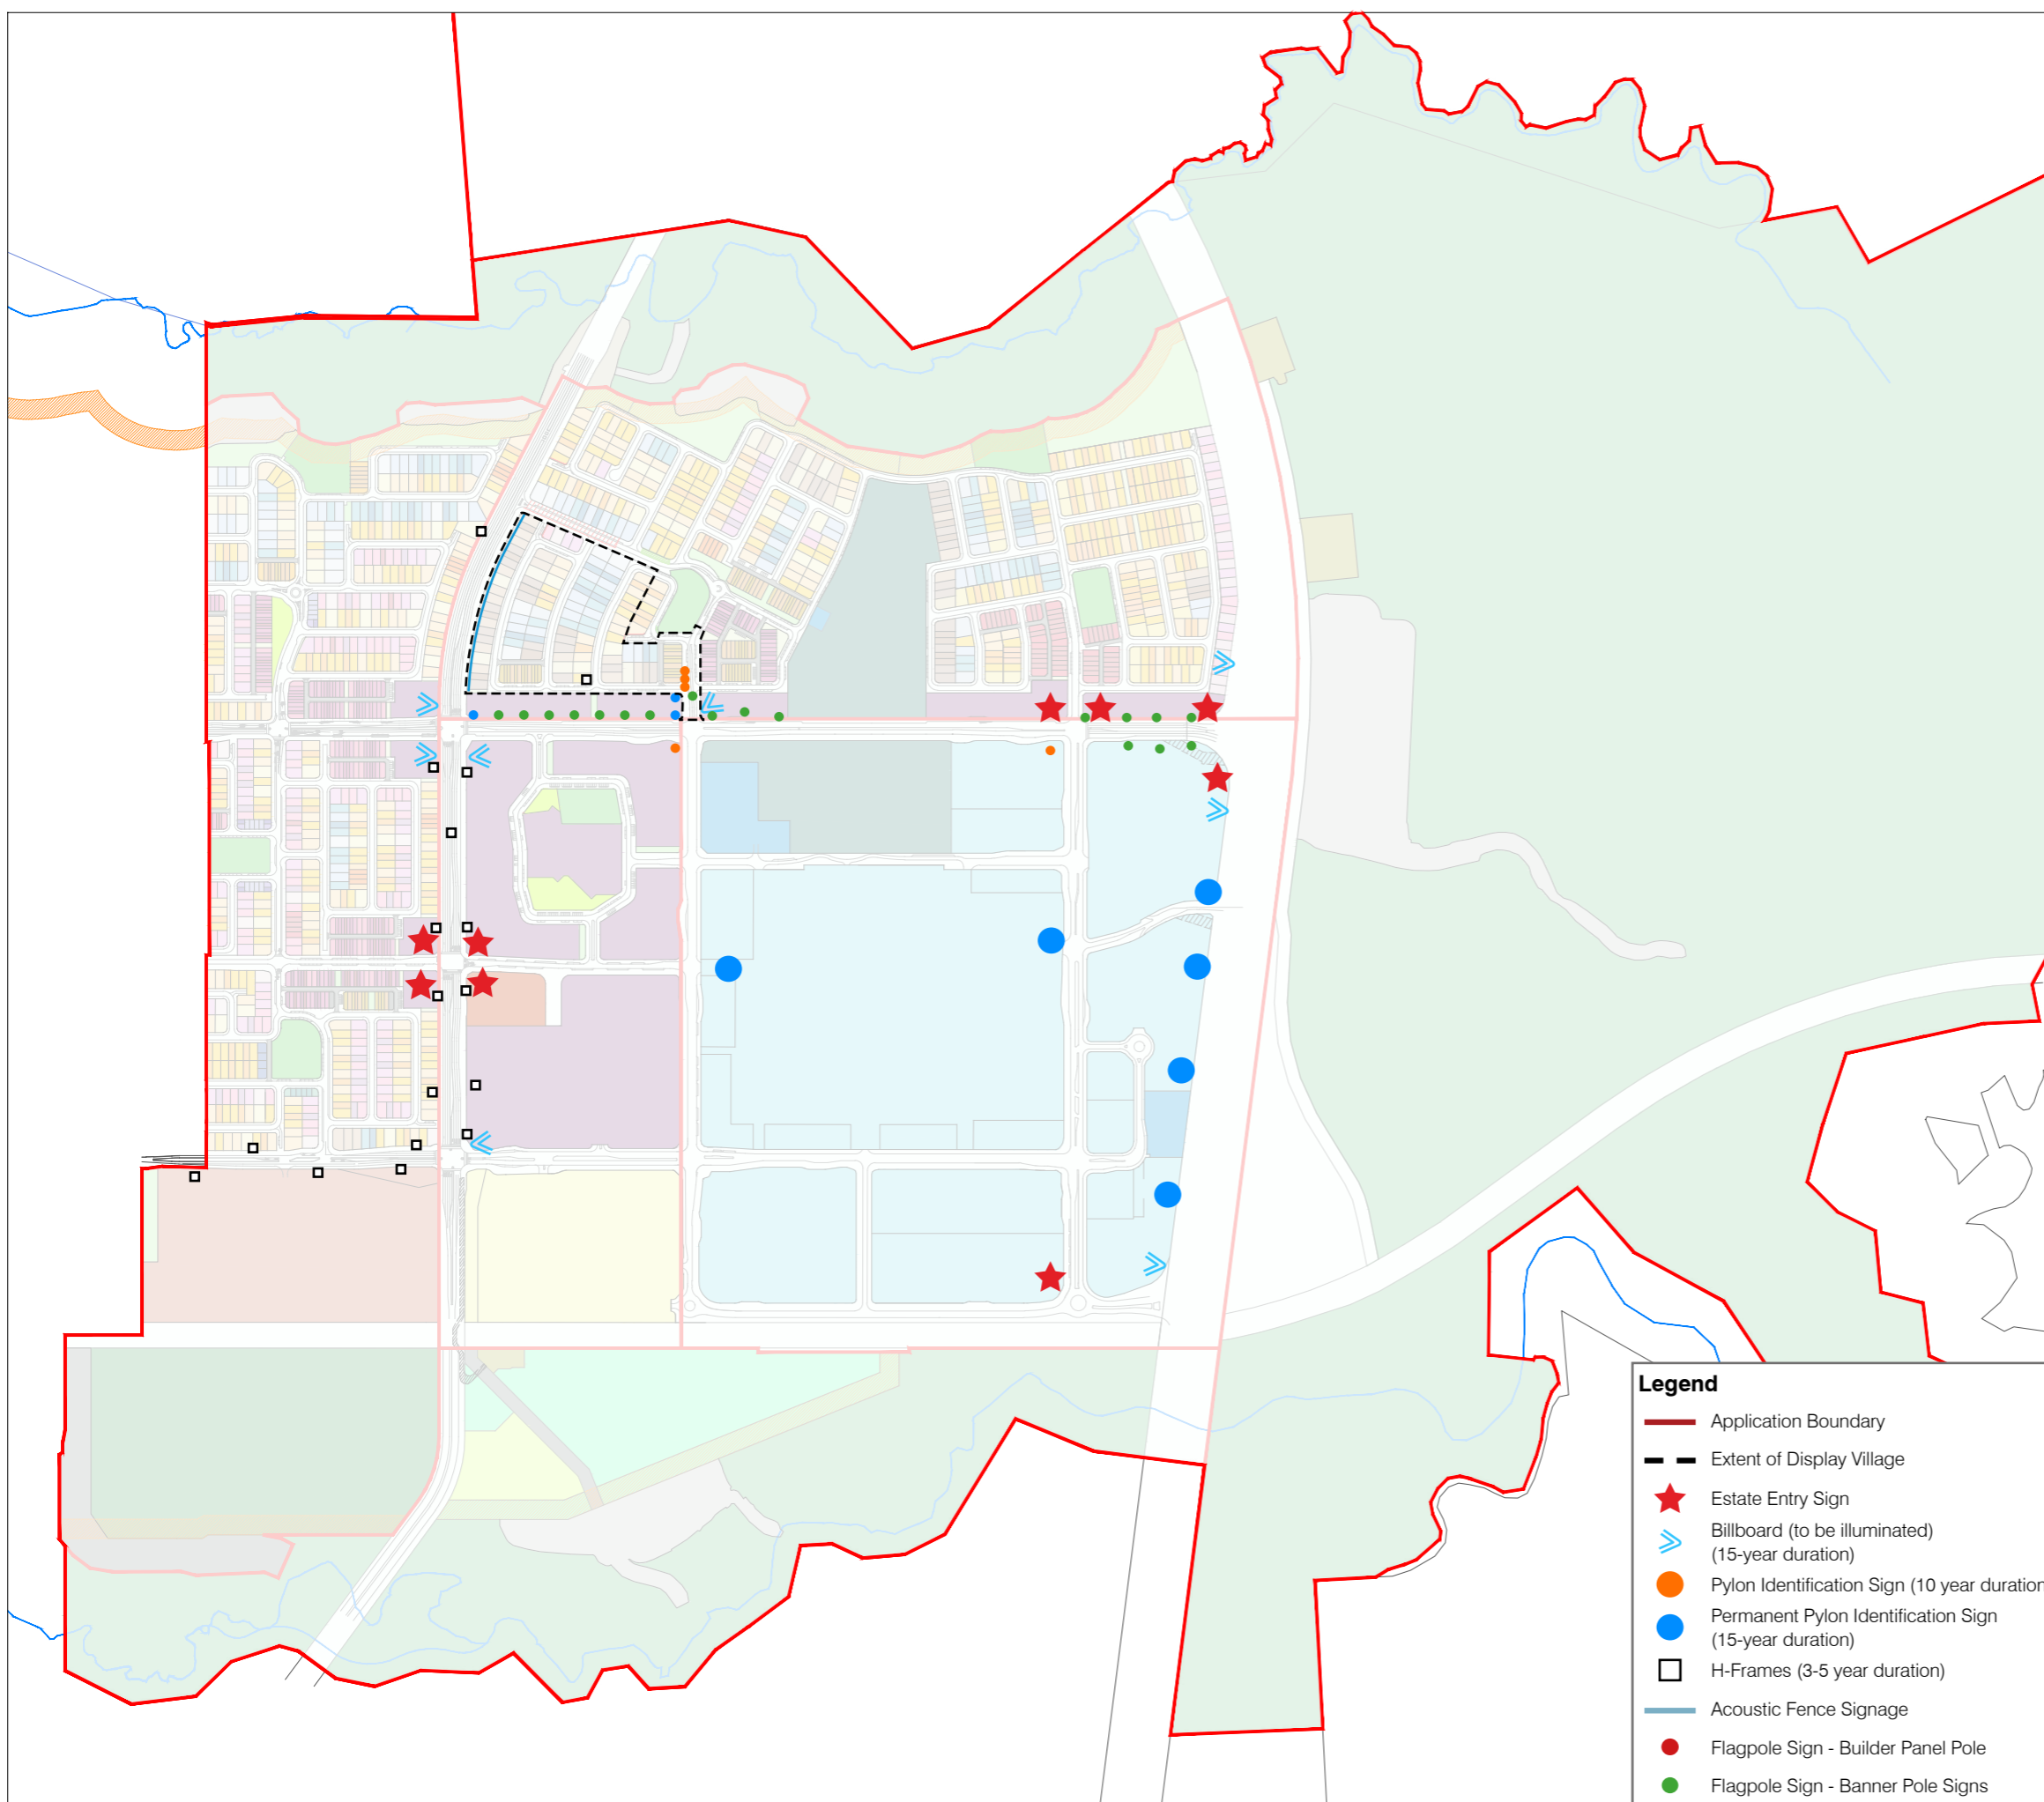 Legend
Application Boundary
Extent of Display Village
Estate Entry Sign
Billboard (to be illuminated)
(15-year duration)
Pylon Identification Sign (10 year duration
Permanent Pylon Identification Sign
(15-year duration)
H-Frames (3-5 year duration)
Acoustic Fence Signage
Flagpole Sign - Builder Panel Pole
Flagpole Sign - Banner Pole Signs